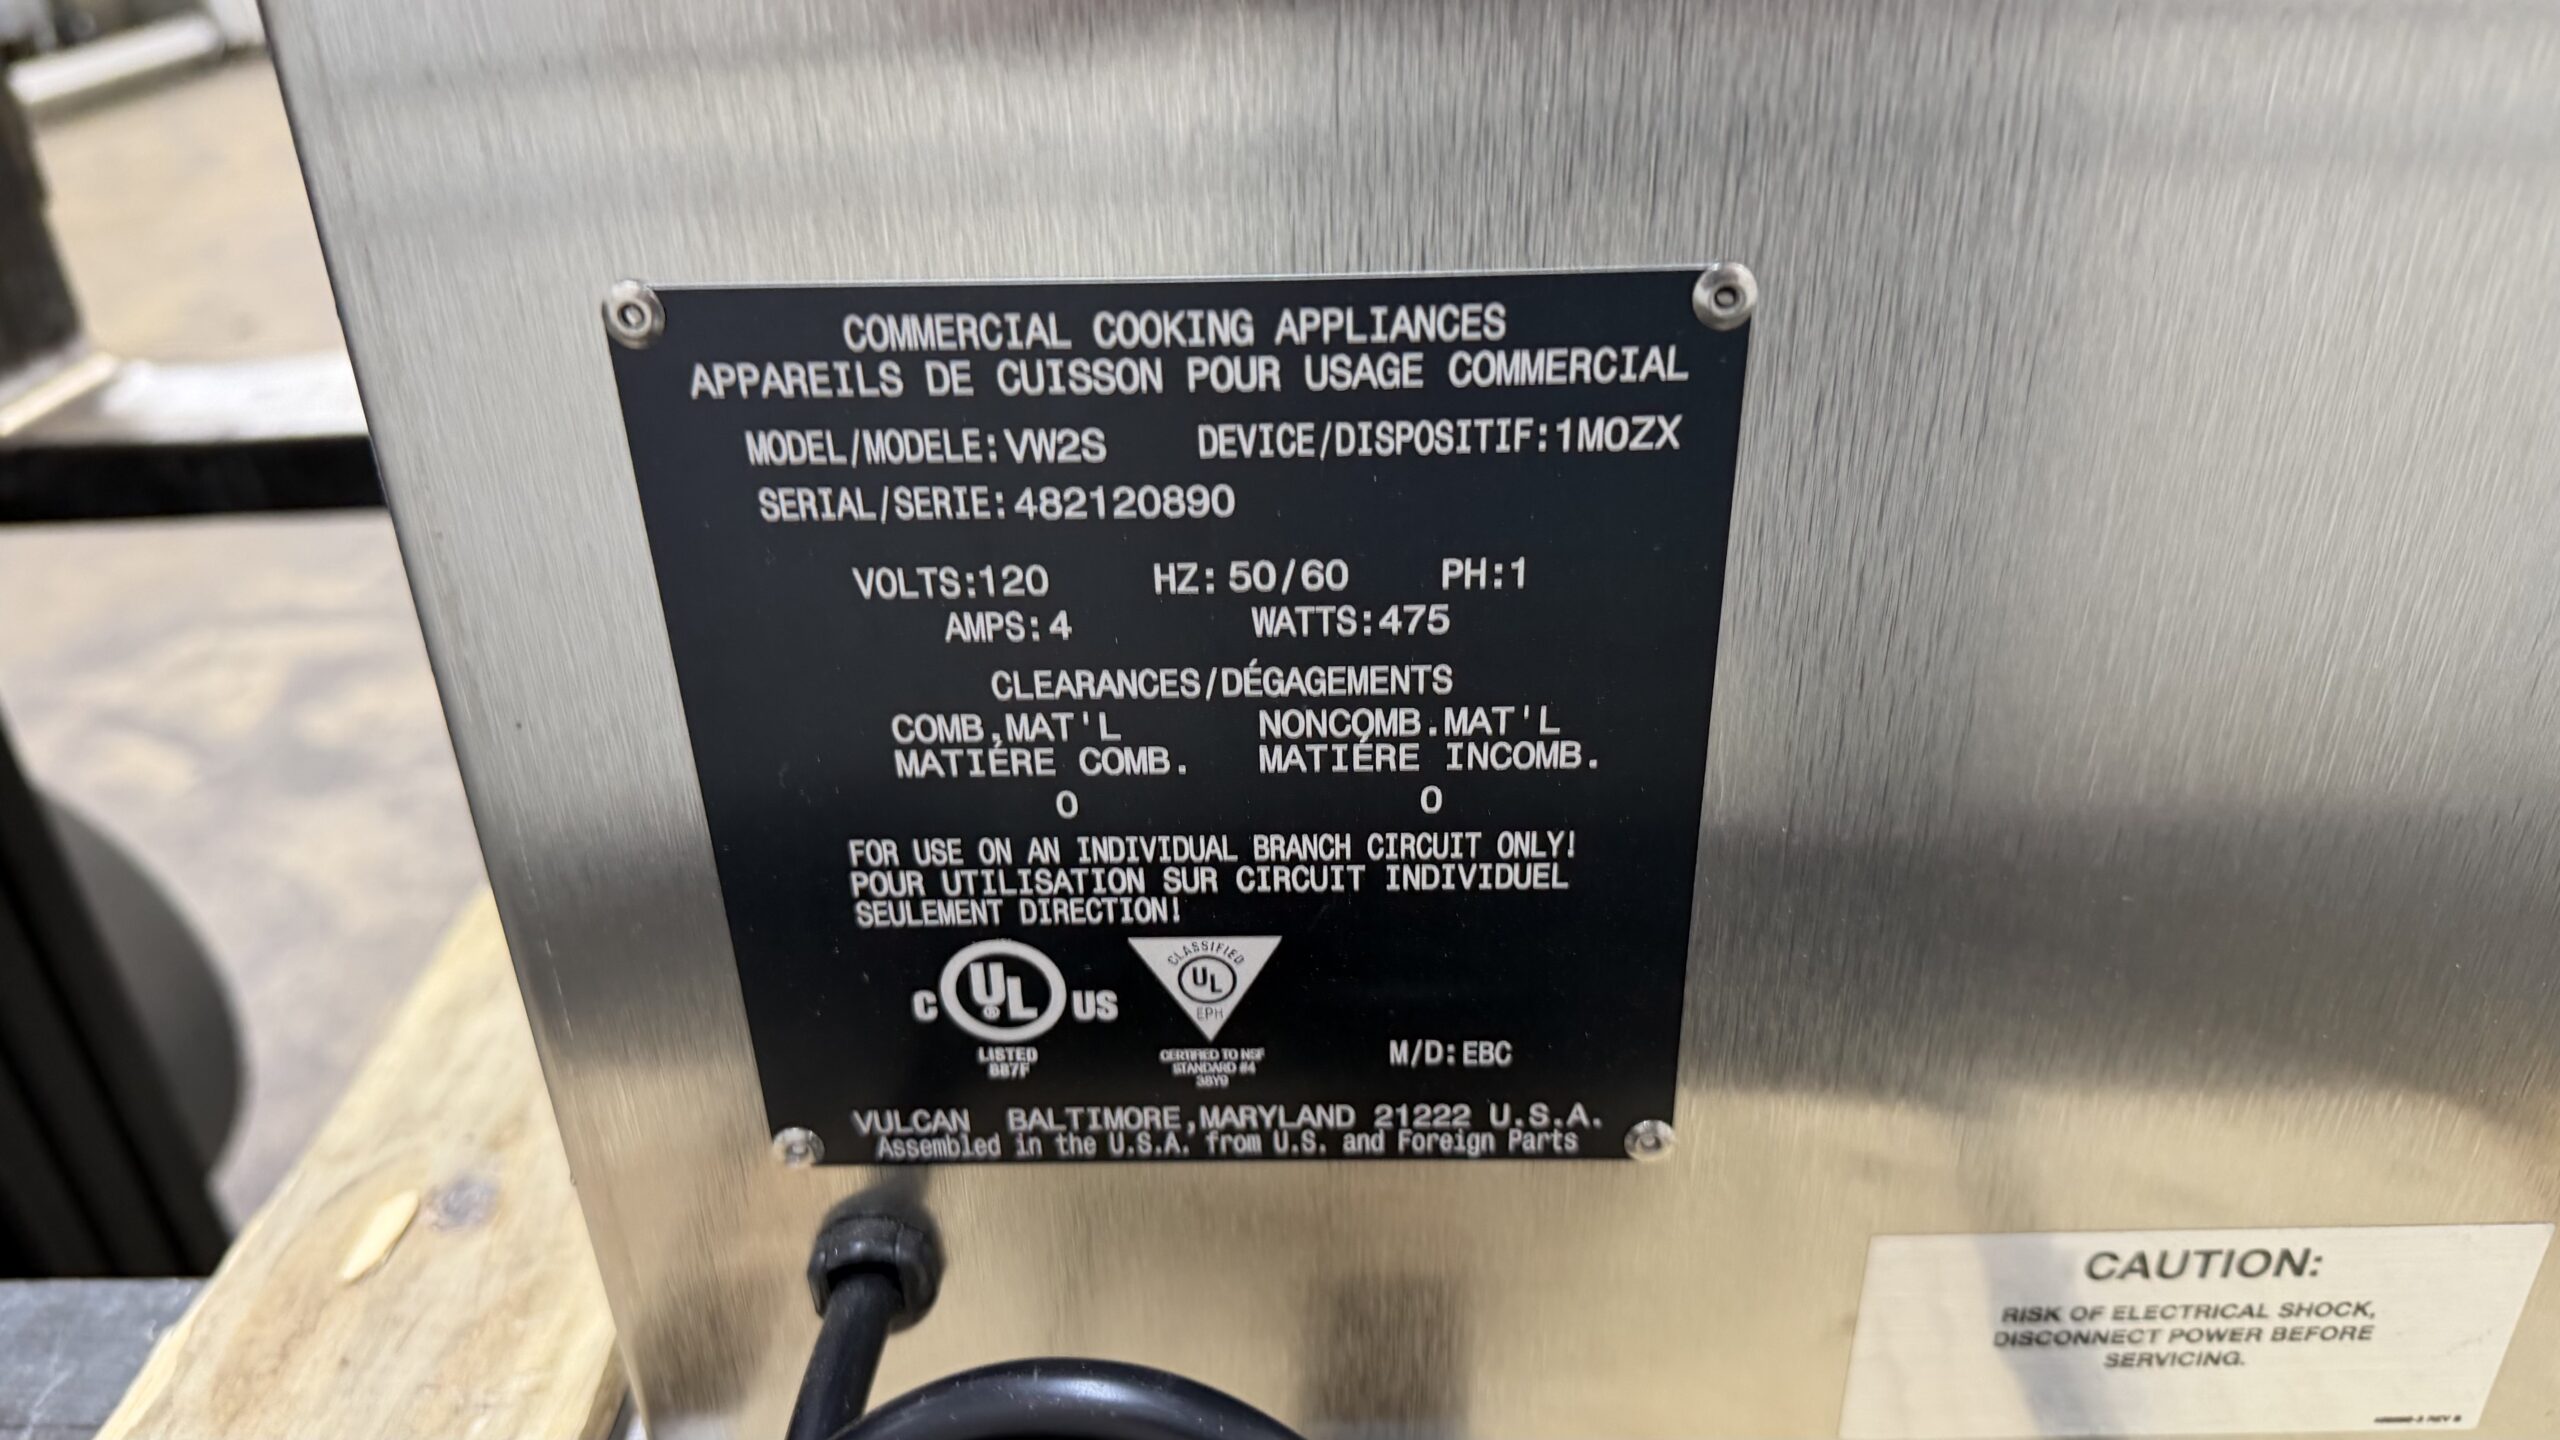 COMMERCIAL COOKING APPLIANCES
APPAREILS DE CUISSON POUR USAGE COMMERCIAL
MODEL/MODELE: VW2S DEVICE/DISPOSITIF: 1M0ZX
SERIAL/SERIE: 482120890
VOLTS: 120 HZ: 50/60 PH: 1
AMPS: 4 WATTS: 475
CLEARANCES/DÉGAGEMENTS
COMB.MAT'L NONCOMB.MAT'L
MATIÉRE COMB. MATIÉRE INCOMB.
0 0
FOR USE ON AN INDIVIDUAL BRANCH CIRCUIT ONLY!
POUR UTILISATION SUR CIRCUIT INDIVIDUEL
SEULEMENT DIRECTION!
C UL ® US
CLASSIFIED
UL
EPH
LISTED
887F
CERTIFIED TO NSF
STANDARD #4
38Y9
M/D: EBC
VULCAN BALTIMORE, MARYLAND 21222 U.S.A.
Assembled in the U.S.A. from U.S. and Foreign Parts
CAUTION:
RISK OF ELECTRICAL SHOCK,
DISCONNECT POWER BEFORE
SERVICING.